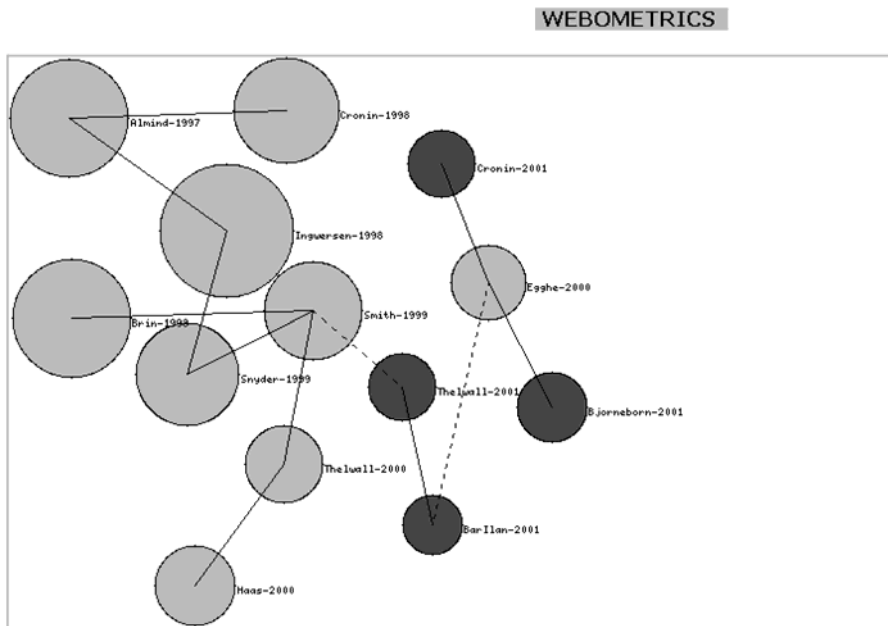 WEBOMETRICS
Almind-1997
Cronin-1998
Cronin-2001
Ingwersen-1998
Egghe-2000
Brin-1998
Smith-1999
Snyder-1999
Thelwall-2001
Bjorneborn-2001
Thelwall-2000
BarIlan-2001
Haas-2000